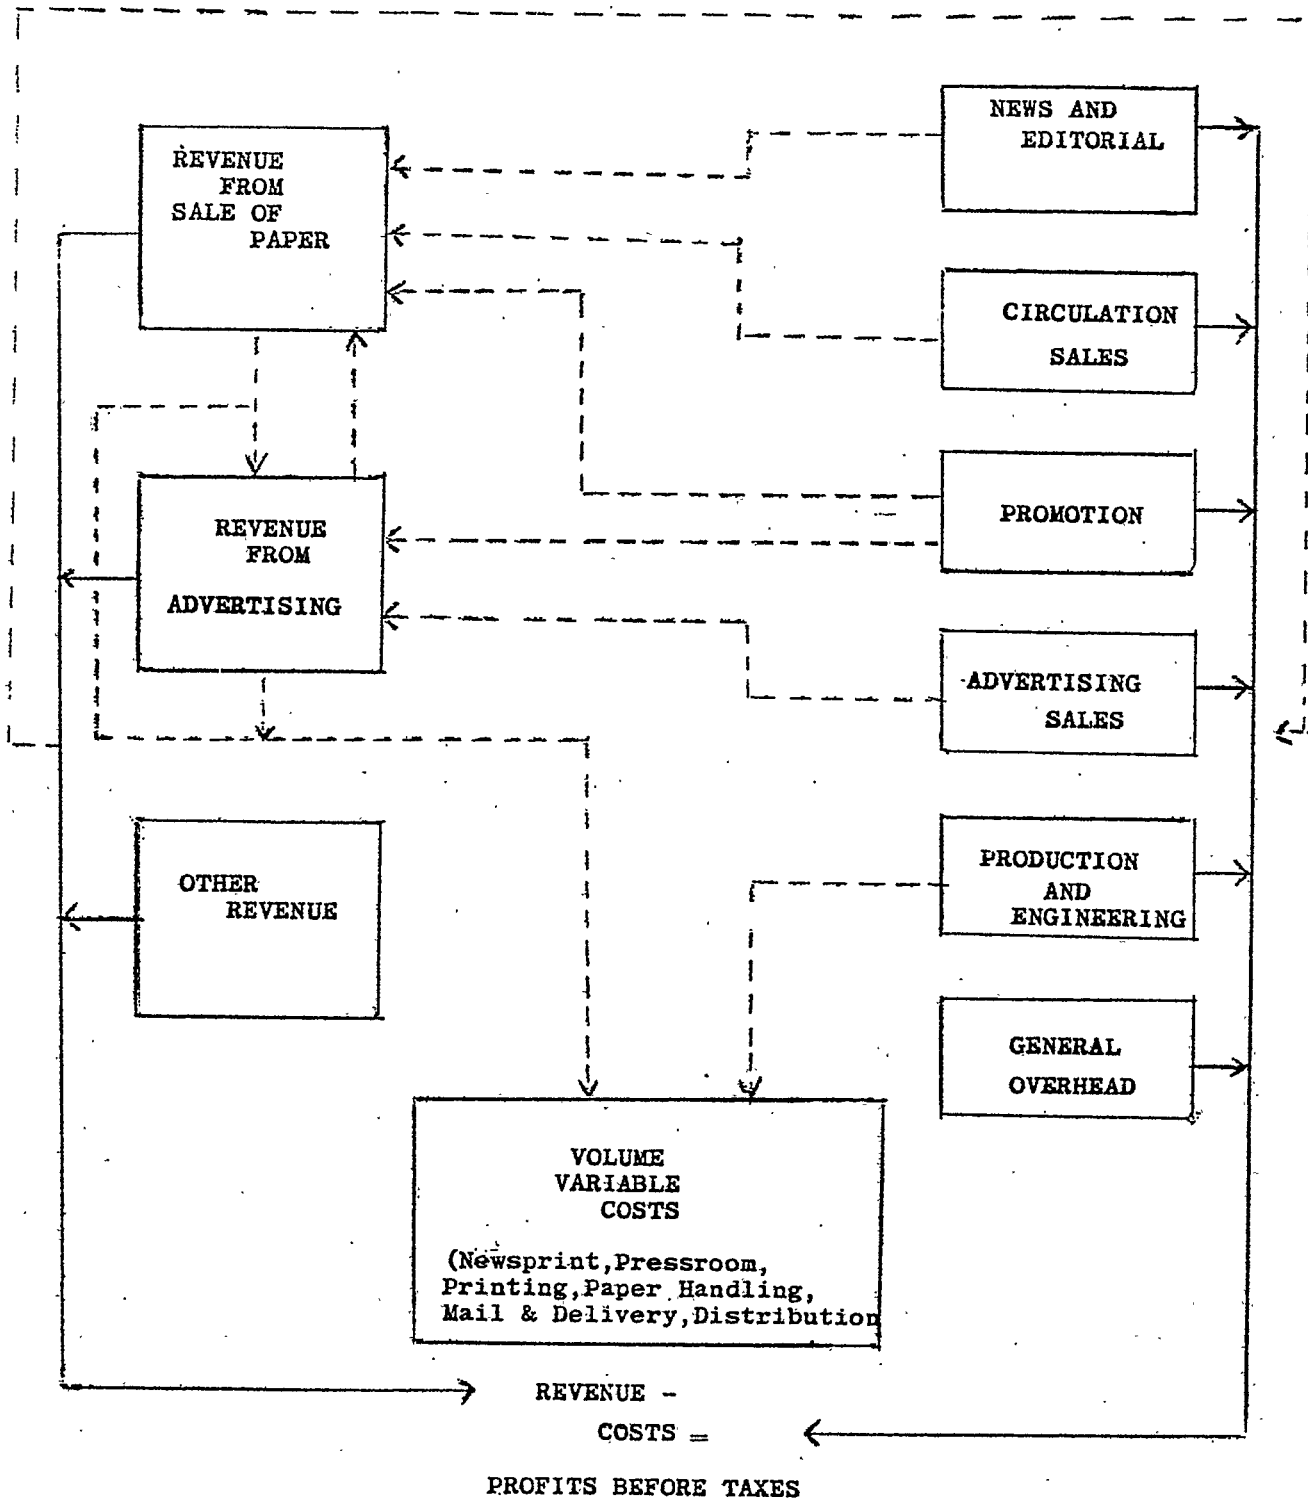 REVENUE
FROM
SALE OF
PAPER
REVENUE
FROM
ADVERTISING
OTHER
REVENUE
NEWS AND
EDITORIAL
CIRCULATION
SALES
PROMOTION
ADVERTISING
SALES
PRODUCTION
AND
ENGINEERING
GENERAL
OVERHEAD
VOLUME
VARIABLE
COSTS
(Newsprint,Pressroom,
Printing,Paper Handling,
Mail & Delivery,Distribution
REVENUE -
COSTS =
PROFITS BEFORE TAXES